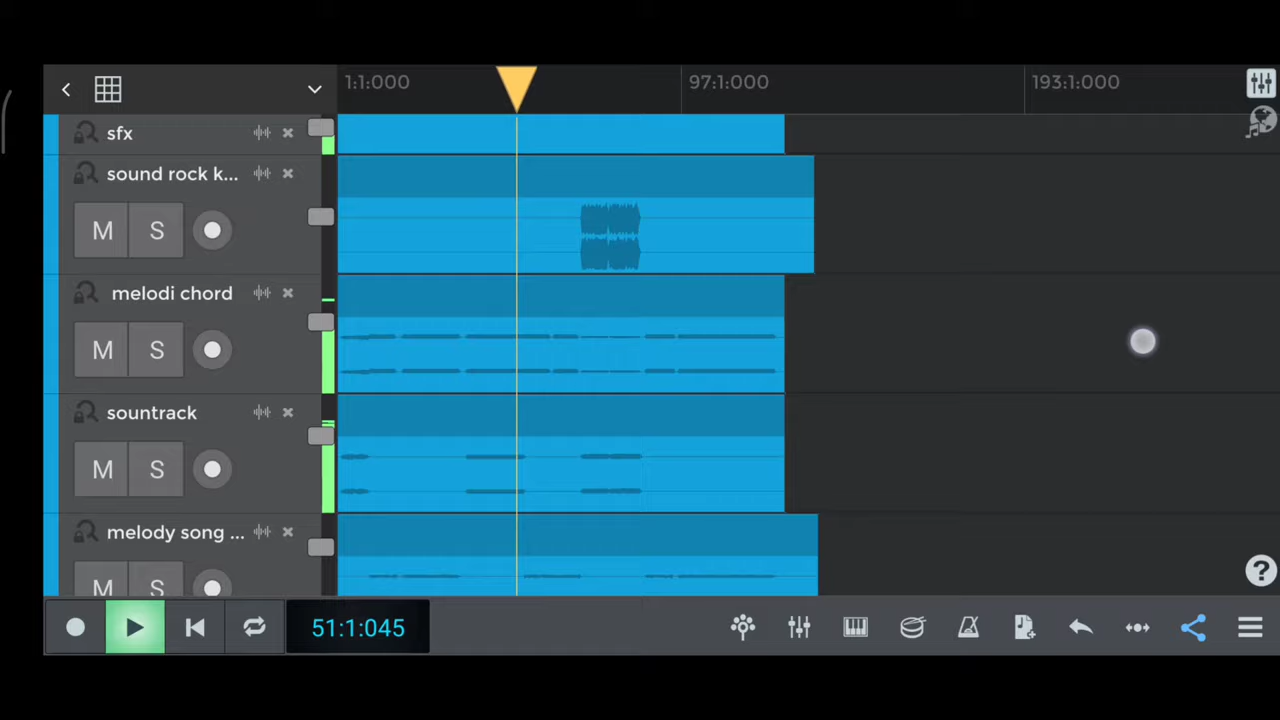 1:1:000
97:1:000
193:1:000
sfx
sound rock k...
M S
melodi chord
M S
sountrack
M S
melody song ...
M S
51:1:045
?